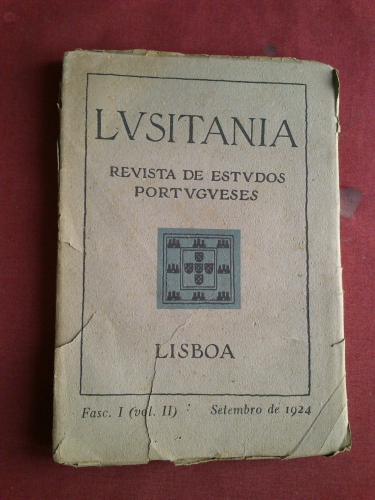 LVSITANIA
REVISTA DE ESTVDOS
PORTVGVESES
LISBOA
Fasc. I (vol. II) Setembro de 1924